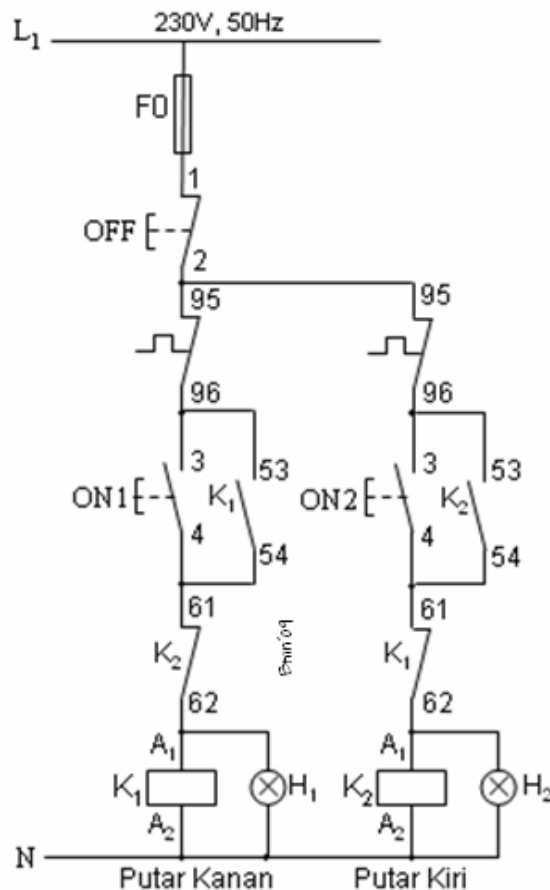 230V, 50Hz
L1
F0
1
OFF
2
95 95
96 96
3 53 3 53
ON1 K1 ON2 K2
4 54 4 54
61 61
K2 K1
62 62
A1 A1
K1 H1 K2 H2
A2 A2
N
Putar Kanan Putar Kiri